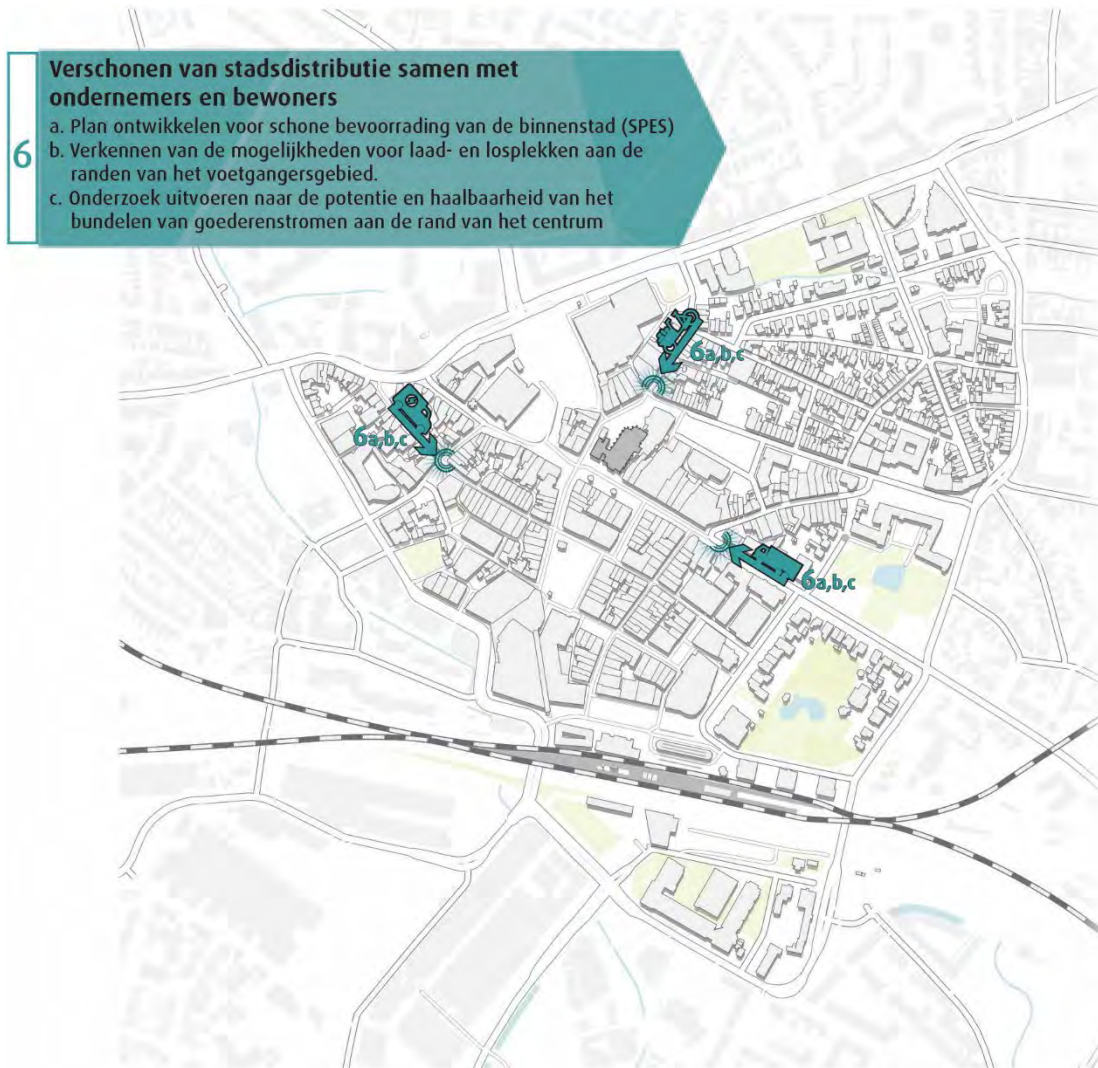 6
Verschonen van stadsdistributie samen met
ondernemers en bewoners
a. Plan ontwikkelen voor schone bevoorrading van de binnenstad (SPES)
b. Verkennen van de mogelijkheden voor laad- en losplekken aan de
randen van het voetgangersgebied.
c. Onderzoek uitvoeren naar de potentie en haalbaarheid van het
bundelen van goederenstromen aan de rand van het centrum
6a,b,c
6a,b,c
6a,b,c